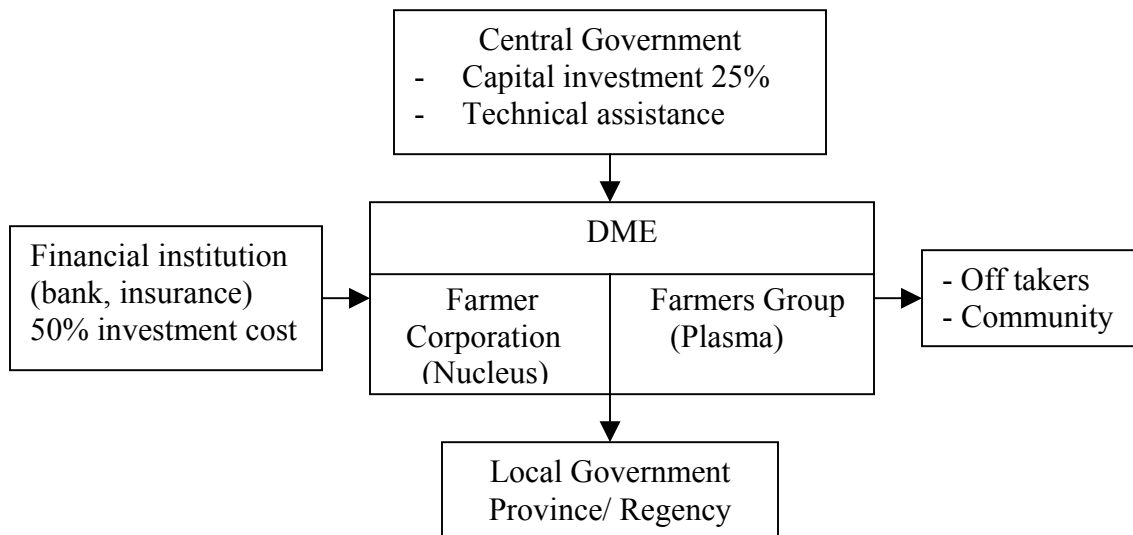 Central Government
- Capital investment 25%
- Technical assistance
DME
Financial institution
(bank, insurance)
50% investment cost
Farmer
Corporation
(Nucleus)
Farmers Group
(Plasma)
- Off takers
- Community
Local Government
Province/ Regency